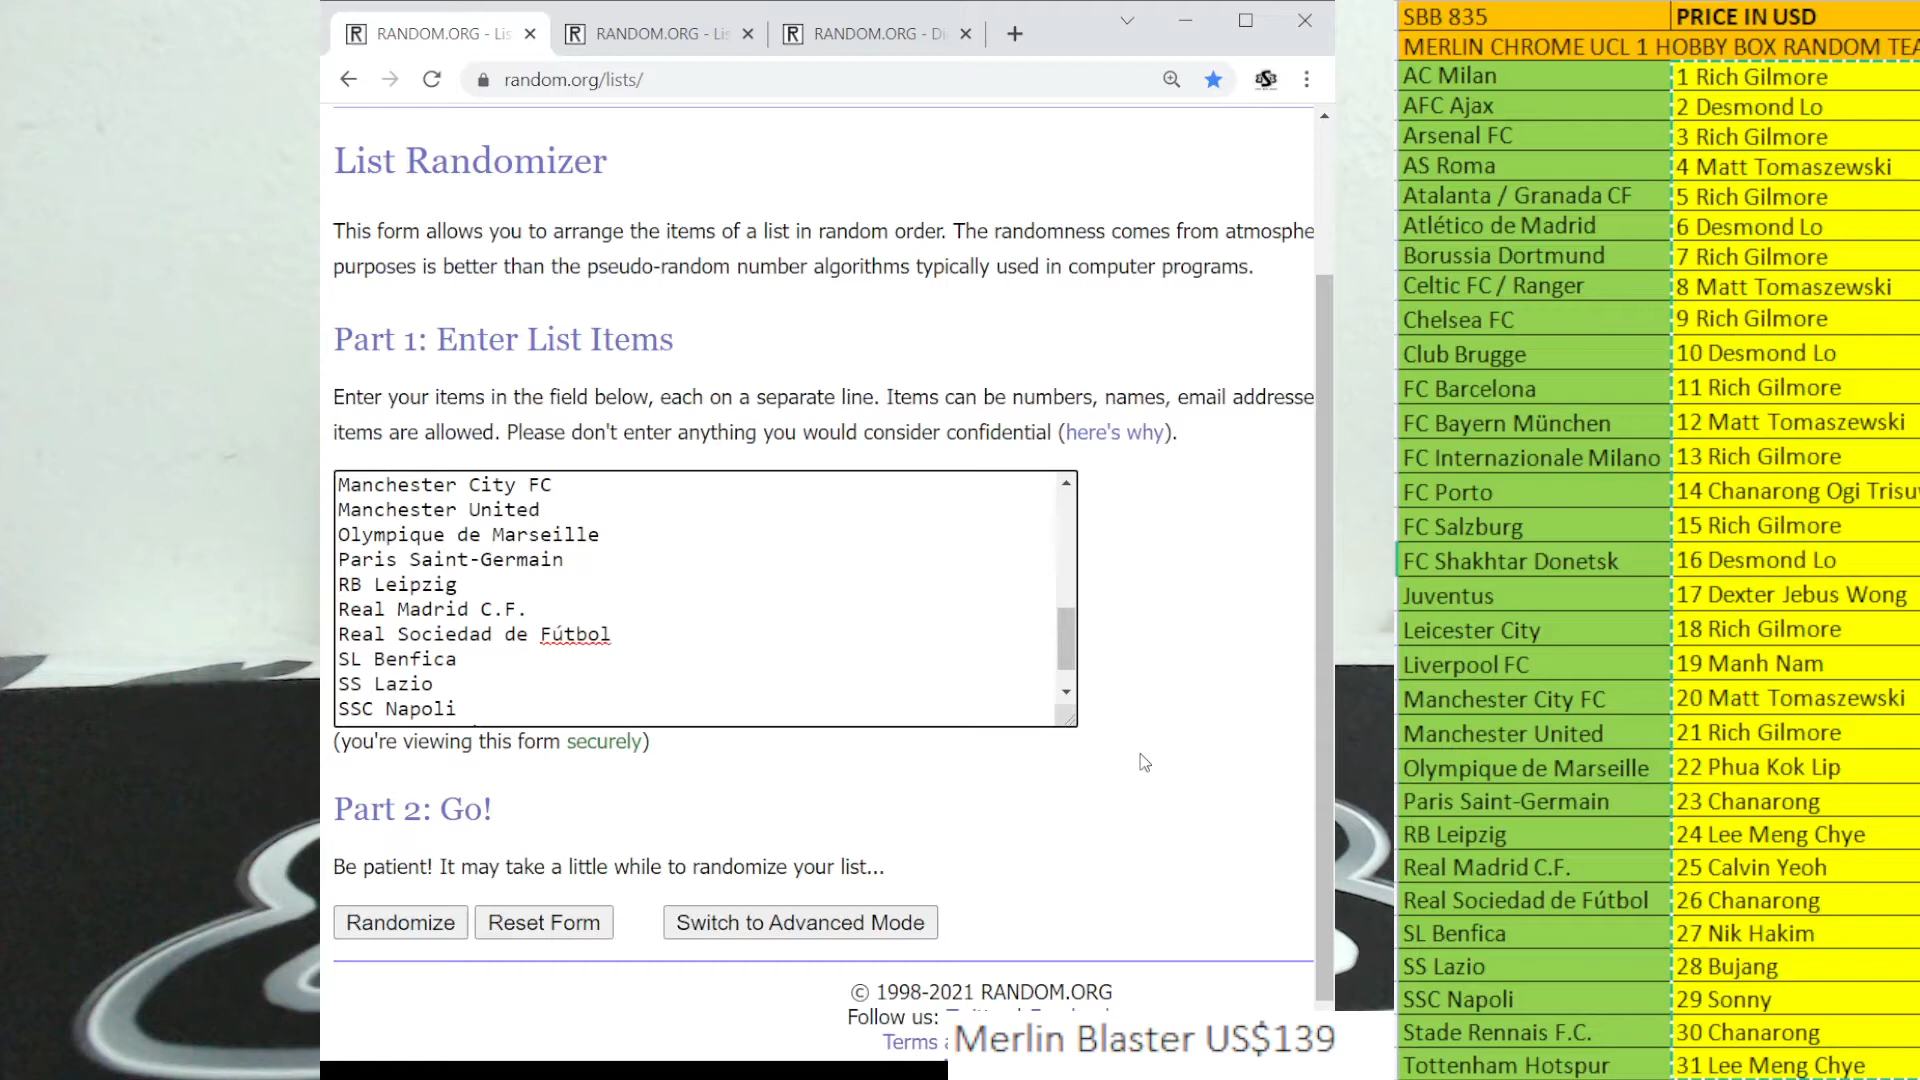 RANDOM.ORG - Lis
RANDOM.ORG - Lis
RANDOM.ORG - Di
random.org/lists/
List Randomizer
This form allows you to arrange the items of a list in random order. The randomness comes from atmosphe
purposes is better than the pseudo-random number algorithms typically used in computer programs.
Part 1: Enter List Items
Enter your items in the field below, each on a separate line. Items can be numbers, names, email addresse
items are allowed. Please don't enter anything you would consider confidential (here's why).
Manchester City FC
Manchester United
Olympique de Marseille
Paris Saint-Germain
RB Leipzig
Real Madrid C.F.
Real Sociedad de Fútbol
SL Benfica
SS Lazio
SSC Napoli
(you're viewing this form securely)
Part 2: Go!
Be patient! It may take a little while to randomize your list...
Randomize Reset Form Switch to Advanced Mode
© 1998-2021 RANDOM.ORG
Follow us:
Terms
Merlin Blaster US$139
SBB 835 PRICE IN USD
MERLIN CHROME UCL 1 HOBBY BOX RANDOM TEA
AC Milan 1 Rich Gilmore
AFC Ajax 2 Desmond Lo
Arsenal FC 3 Rich Gilmore
AS Roma 4 Matt Tomaszewski
Atalanta / Granada CF 5 Rich Gilmore
Atlético de Madrid 6 Desmond Lo
Borussia Dortmund 7 Rich Gilmore
Celtic FC / Ranger 8 Matt Tomaszewski
Chelsea FC 9 Rich Gilmore
Club Brugge 10 Desmond Lo
FC Barcelona 11 Rich Gilmore
FC Bayern München 12 Matt Tomaszewski
FC Internazionale Milano 13 Rich Gilmore
FC Porto 14 Chanarong Ogi Trisuv
FC Salzburg 15 Rich Gilmore
FC Shakhtar Donetsk 16 Desmond Lo
Juventus 17 Dexter Jebus Wong
Leicester City 18 Rich Gilmore
Liverpool FC 19 Manh Nam
Manchester City FC 20 Matt Tomaszewski
Manchester United 21 Rich Gilmore
Olympique de Marseille 22 Phua Kok Lip
Paris Saint-Germain 23 Chanarong
RB Leipzig 24 Lee Meng Chye
Real Madrid C.F. 25 Calvin Yeoh
Real Sociedad de Fútbol 26 Chanarong
SL Benfica 27 Nik Hakim
SS Lazio 28 Bujang
SSC Napoli 29 Sonny
Stade Rennais F.C. 30 Chanarong
Tottenham Hotspur 31 Lee Meng Chye